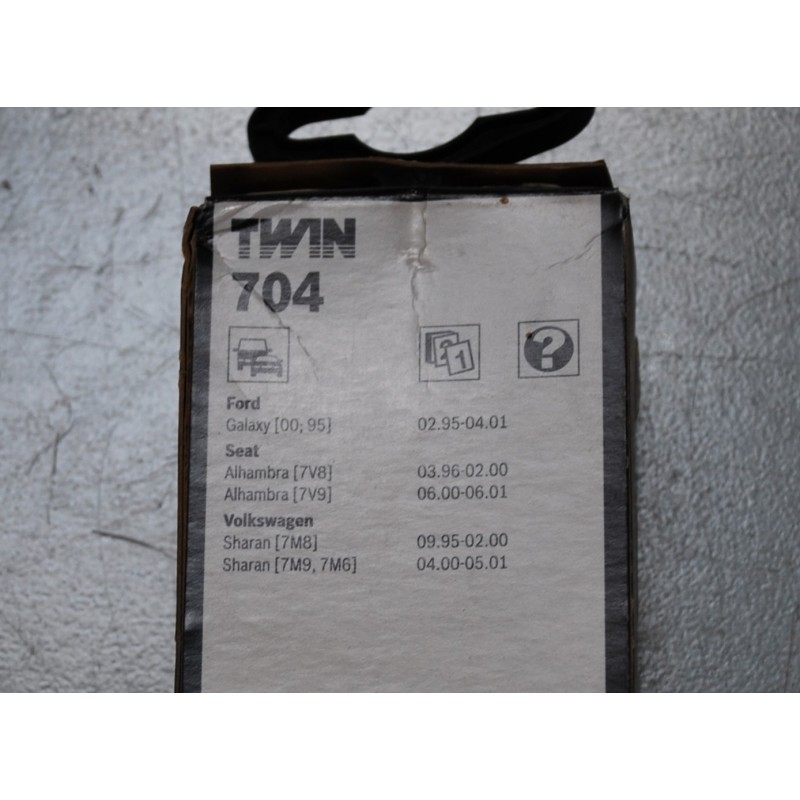 TWIN
704
1
?
Ford
Galaxy [00; 95] 02.95-04.01
Seat
Alhambra [7V8] 03.96-02.00
Alhambra [7V9] 06.00-06.01
Volkswagen
Sharan [7M8] 09.95-02.00
Sharan [7M9, 7M6] 04.00-05.01